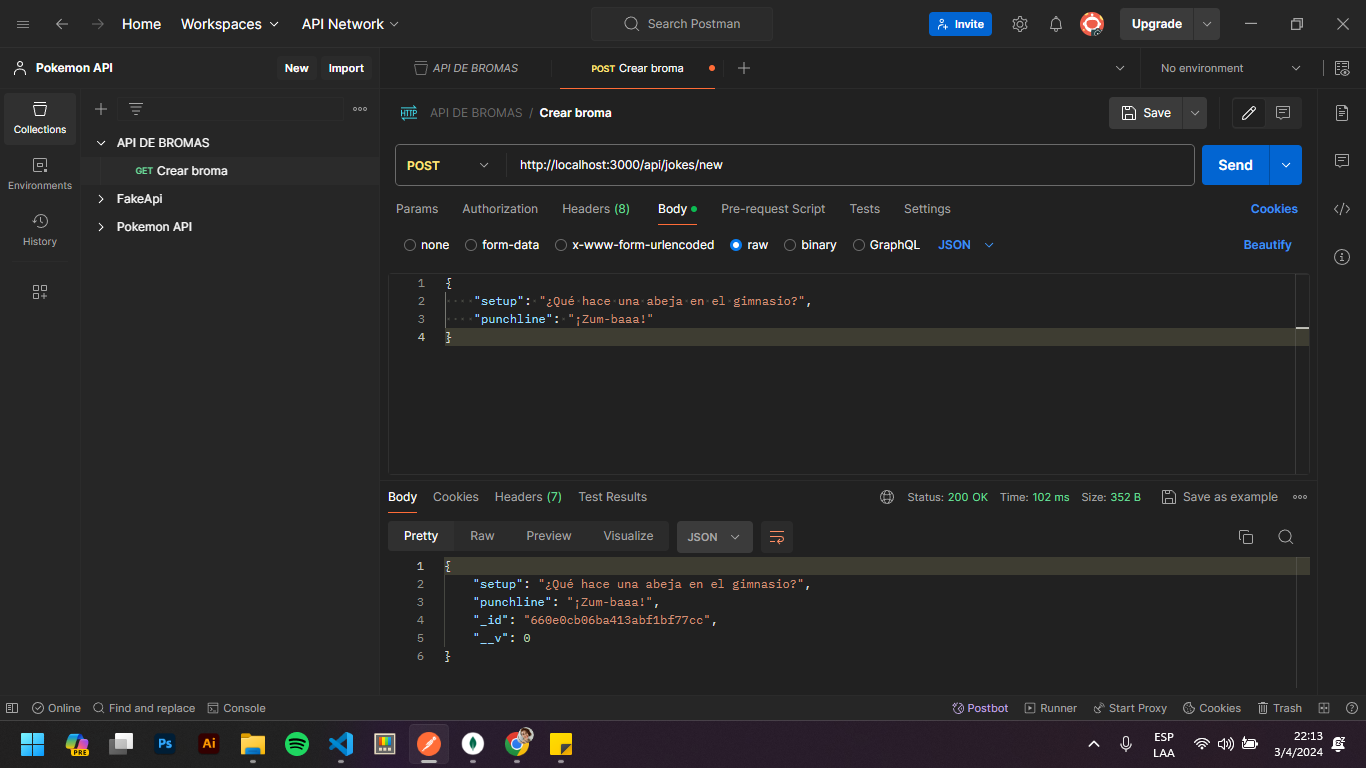 Home Workspaces API Network Search Postman Invite Upgrade
Pokemon API New Import API DE BROMAS POST Crear broma No environment
HTTP API DE BROMAS / Crear broma Save
Collections
Environments
History
API DE BROMAS
GET Crear broma
FakeApi
Pokemon API
POST http://localhost:3000/api/jokes/new Send
Params Authorization Headers (8) Body Pre-request Script Tests Settings Cookies
none form-data x-www-form-urlencoded raw binary GraphQL JSON Beautify
1 {
2 "setup": "¿Qué hace una abeja en el gimnasio?",
3 "punchline": "¡Zum-baaa!"
4 }
Body Cookies Headers (7) Test Results Status: 200 OK Time: 102 ms Size: 352 B Save as example
Pretty Raw Preview Visualize JSON
1 {
2 "setup": "¿Qué hace una abeja en el gimnasio?",
3 "punchline": "¡Zum-baaa!",
4 "_id": "660e0cb06ba413abf1bf77cc",
5 "__v": 0
6 }
Online Find and replace Console Postbot Runner Start Proxy Cookies Trash
PRE Ps Ai
ESP
LAA
22:13
3/4/2024